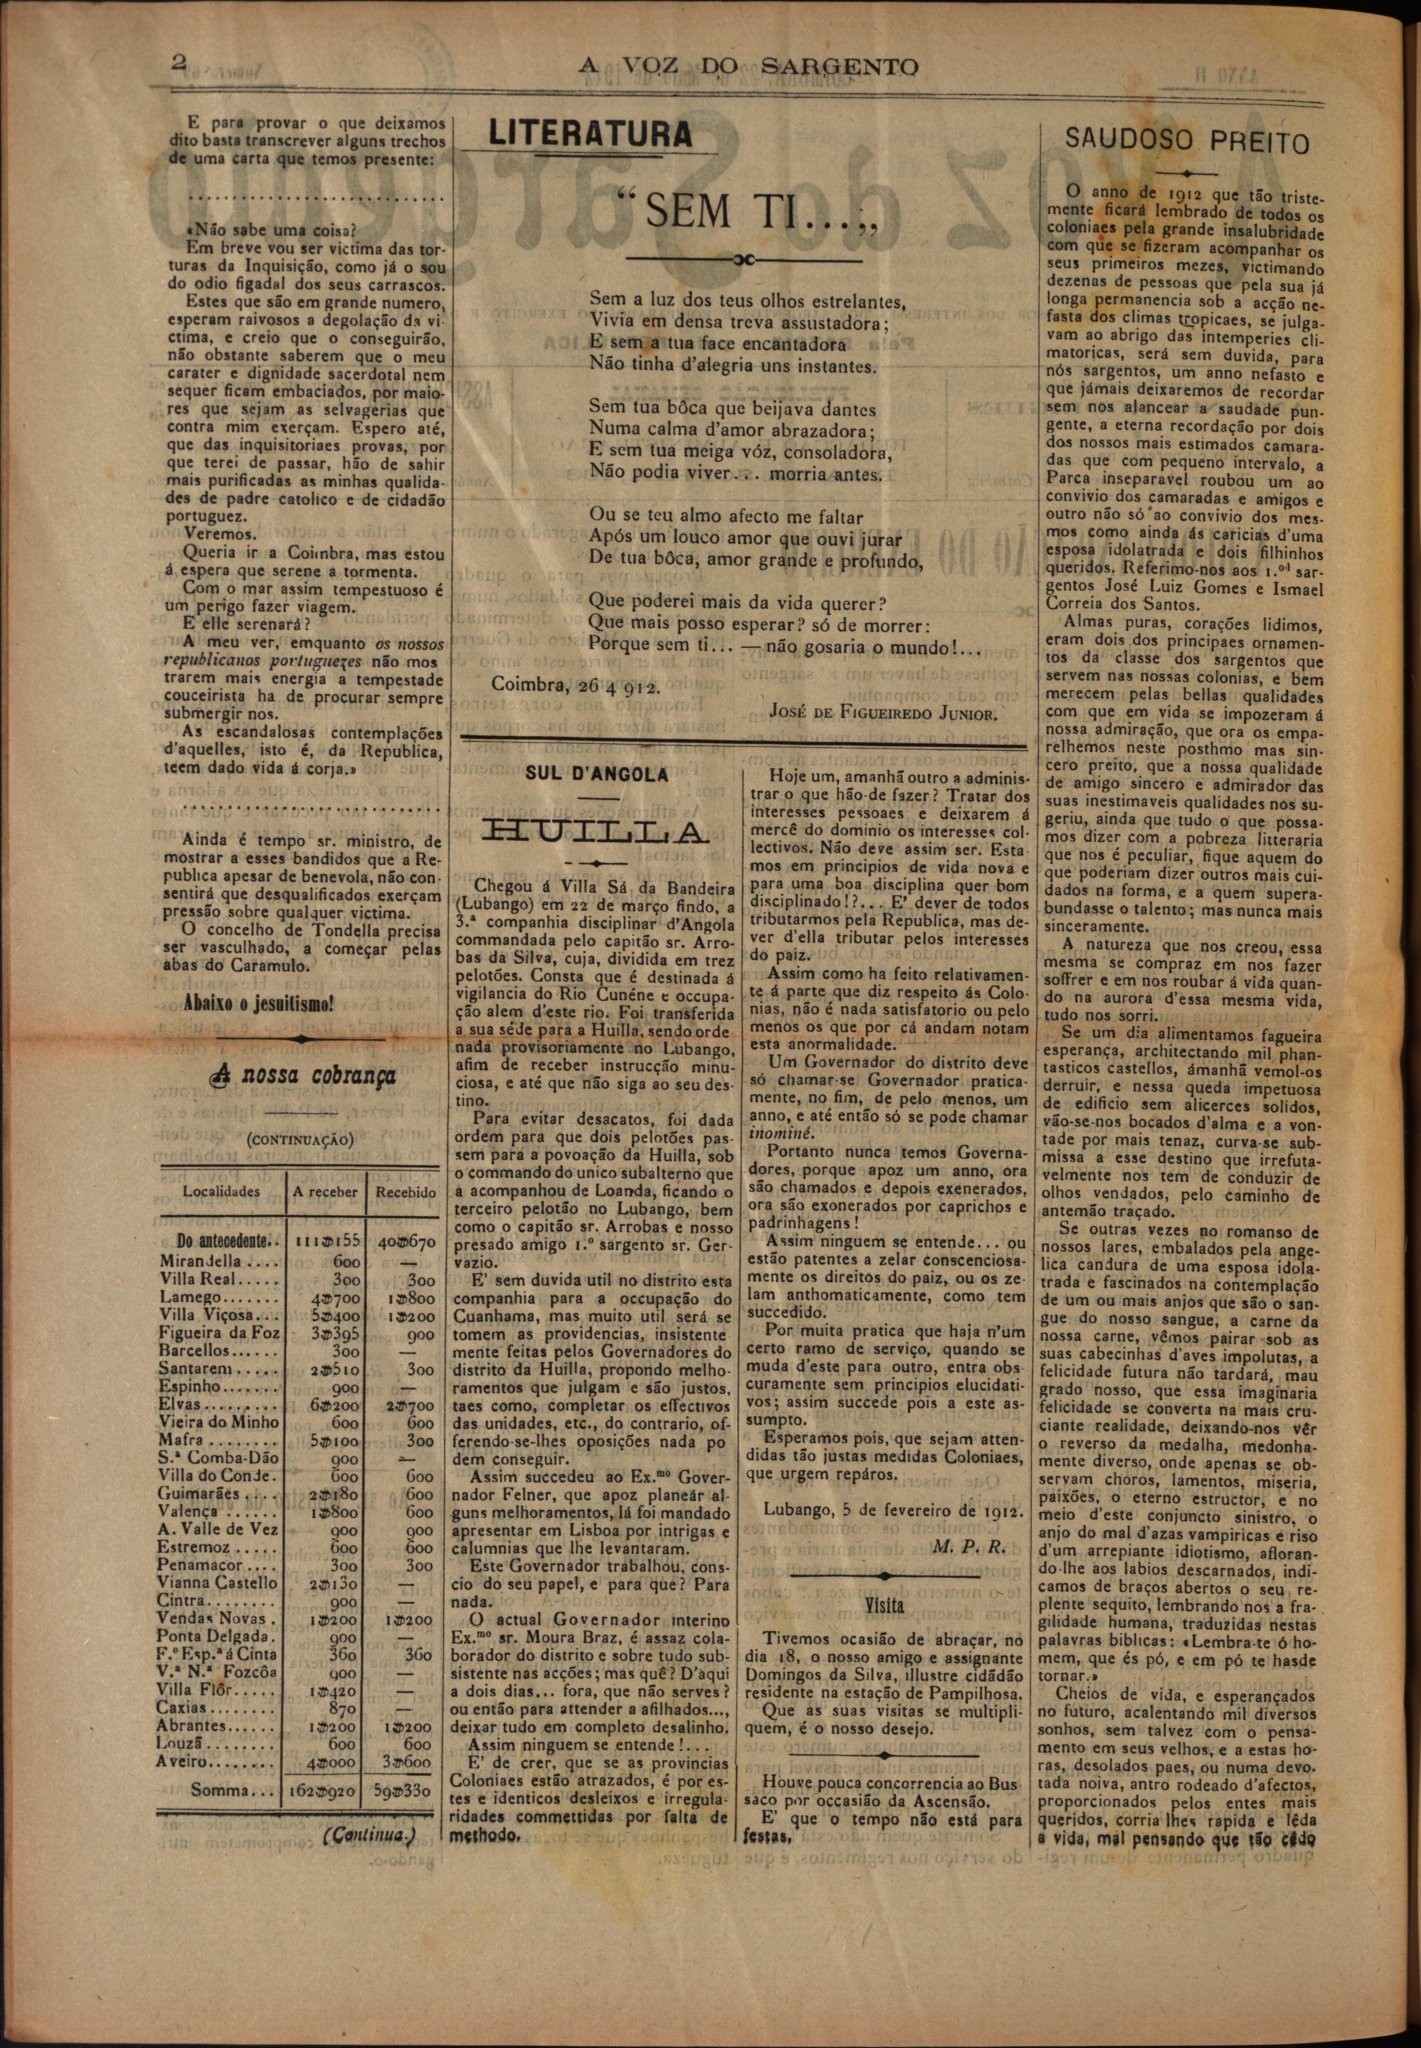 2
A VOZ DO SARGENTO
E para provar o que deixamos
dito basta transcrever alguns trechos
de uma carta que temos presente:
............................
«Não sabe uma coisa?
Em breve vou ser victima das tor-
turas da Inquisição, como já o sou
do odio figadal dos seus carrascos.
Estes que são em grande numero,
esperam raivosos a degolação da vi-
ctima, e creio que o conseguirão,
não obstante saberem que o meu
carater e dignidade sacerdotal nem
sequer ficam embaciados, por maio-
res que sejam as selvagerias que
contra mim exerçam. Espero até,
que das inquisitoriaes provas, por
que terei de passar, hão de sahir
mais purificadas as minhas qualida-
des de padre catolico e de cidadão
portuguez.
Veremos.
Queria ir a Coimbra, mas estou
á espera que serene a tormenta.
Com o mar assim tempestuoso é
um perigo fazer viagem.
E elle serenará?
A meu ver, emquanto os nossos
republicanos portuguezes não mos
trarem mais energia a tempestade
couceirista ha de procurar sempre
submergir nos.
As escandalosas contemplações
d'aquelles, isto é, da Republica,
teem dado vida á corja.»
............................
Ainda é tempo sr. ministro, de
mostrar a esses bandidos que a Re-
publica apesar de benevola, não con-
sentirá que desqualificados exerçam
pressão sobre qualquer victima.
O concelho de Tondella precisa
ser vasculhado, a começar pelas
abas do Caramulo.
Abaixo o jesuitismo!
A nossa cobrança
(CONTINUAÇÃO)
Localidades A receber Recebido
Do antecedente.. 111$155 40$670
Mirandella .... 600 —
Villa Real..... 300 300
Lamego....... 4$700 1$800
Villa Viçosa... 5$400 1$200
Figueira da Foz 3$395 900
Barcellos...... 300 —
Santarem..... 2$510 300
Espinho....... 900 —
Elvas......... 6$200 2$700
Vieira do Minho 600 600
Mafra ........ 5$100 300
S.ª Comba-Dão 900 —
Villa do Conde. 600 600
Guimarães .... 2$180 600
Valença ...... 1$800 600
A. Valle de Vez 900 900
Estremoz ..... 600 600
Penamacor .... 300 300
Vianna Castello 2$130 —
Cintra........ 900 —
Vendas Novas . 1$200 1$200
Ponta Delgada. 900 —
F.º Esp.ª á Cinta 360 360
V.ª N.ª Fozcôa 900 —
Villa Flôr..... 1$420 —
Caxias........ 870 —
Abrantes...... 1$200 1$200
Louzã ........ 600 600
Aveiro........ 4$000 3$600
Somma... 162$920 59$330
(Continua.)
LITERATURA
“SEM TI...„
Sem a luz dos teus olhos estrelantes,
Vivia em densa treva assustadora;
E sem a tua face encantadora
Não tinha d'alegria uns instantes.
Sem tua bôca que beijava dantes
Numa calma d'amor abrazadora;
E sem tua meiga vóz, consoladora,
Não podia viver... morria antes.
Ou se teu almo afecto me faltar
Após um louco amor que ouvi jurar
De tua bôca, amor grande e profundo,
Que poderei mais da vida querer?
Que mais posso esperar? só de morrer:
Porque sem ti... — não gosaria o mundo!...
Coimbra, 26 4 912.
JOSÉ DE FIGUEIREDO JUNIOR.
SUL D'ANGOLA
HUILLA
Chegou á Villa Sá da Bandeira
(Lubango) em 22 de março findo, a
3.ª companhia disciplinar d'Angola
commandada pelo capitão sr. Arro-
bas da Silva, cuja, dividida em trez
pelotões. Consta que é destinada á
vigilancia do Rio Cunéne e occupa-
ção alem d'este rio. Foi transferida
a sua séde para a Huilla, sendo orde
nada provisoriamente no Lubango,
afim de receber instrucção minu-
ciosa, e até que não siga ao seu des-
tino.
Para evitar desacatos, foi dada
ordem para que dois pelotões pas-
sem para a povoação da Huilla, sob
o commando do unico subalterno que
a acompanhou de Loanda, ficando o
terceiro pelotão no Lubango, bem
como o capitão sr. Arrobas e nosso
presado amigo 1.º sargento sr. Ger-
vazio.
E' sem duvida util no distrito esta
companhia para a occupação do
Cuanhama, mas muito util será se
tomem as providencias, insistente
mente feitas pelos Governadores do
distrito da Huilla, propondo melho-
ramentos que julgam e são justos,
taes como, completar os effectivos
das unidades, etc., do contrario, of-
ferendo-se-lhes oposições nada po
dem conseguir.
Assim succedeu ao Ex.mo Gover-
nador Felner, que apoz planeár al-
guns melhoramentos, lá foi mandado
apresentar em Lisboa por intrigas e
calumnias que lhe levantaram.
Este Governador trabalhou, cons-
cio do seu papel, e para que? Para
nada.
O actual Governador interino
Ex.mo sr. Moura Braz, é assaz cola-
borador do distrito e sobre tudo sub-
sistente nas acções; mas quê? D'aqui
a dois dias... fora, que não serves?
ou então para attender a afilhados...,
deixar tudo em completo desalinho.
Assim ninguem se entende!...
E' de crer, que se as provincias
Coloniaes estão atrazados, é por es-
tes e identicos desleixos e irregula-
ridades commettidas por falta de
methodo.
Hoje um, amanhã outro a adminis-
trar o que hão-de fazer? Tratar dos
interesses pessoaes e deixarem á
mercê do dominio os interesses col-
lectivos. Não deve assim ser. Esta
mos em principios de vida nova e
para uma boa disciplina quer bom
disciplinado!?... E' dever de todos
tributarmos pela Republica, mas de-
ver d'ella tributar pelos interesses
do paiz.
Assim como ha feito relativamen-
te á parte que diz respeito ás Colo-
nias, não é nada satisfatorio ou pelo
menos os que por cá andam notam
esta anormalidade.
Um Governador do distrito deve
só chamar-se Governador pratica-
mente, no fim, de pelo menos, um
anno, e até então só se pode chamar
inominé.
Portanto nunca temos Governa-
dores, porque apoz um anno, ora
são chamados e depois exenerados,
ora são exonerados por caprichos e
padrinhagens!
Assim ninguem se entende... ou
estão patentes a zelar conscenciosa-
mente os direitos do paiz, ou os ze-
lam anthomaticamente, como tem
succedido.
Por muita pratica que haja n'um
certo ramo de serviço, quando se
muda d'este para outro, entra obs
curamente sem principios elucidati-
vos; assim succede pois a este as-
sumpto.
Esperamos pois, que sejam atten-
didas tão justas medidas Coloniaes,
que urgem repáros.
Lubango, 5 de fevereiro de 1912.
M. P. R.
Visita
Tivemos ocasião de abraçar, no
dia 18, o nosso amigo e assignante
Domingos da Silva, illustre cidádão
residente na estação de Pampilhosa.
Que as suas visitas se multipli-
quem, é o nosso desejo.
Houve pouca concorrencia ao Bus
saco por occasião da Ascensão.
E' que o tempo não está para
festas.
SAUDOSO PREITO
O anno de 1912 que tão triste-
mente ficará lembrado de todos os
coloniaes pela grande insalubridade
com que se fizeram acompanhar os
seus primeiros mezes, victimando
dezenas de pessoas que pela sua já
longa permanencia sob a acção ne-
fasta dos climas tropicaes, se julga-
vam ao abrigo das intemperies cli-
matoricas, será sem duvida, para
nós sargentos, um anno nefasto e
que jámais deixaremos de recordar
sem nos alancear a saudade pun-
gente, a eterna recordação por dois
dos nossos mais estimados camara-
das que com pequeno intervalo, a
Parca inseparavel roubou um ao
convivio dos camaradas e amigos e
outro não só ao convivio dos mes-
mos como ainda ás caricias d'uma
esposa idolatrada e dois filhinhos
queridos. Referimo-nos aos 1.os sar-
gentos José Luiz Gomes e Ismael
Correia dos Santos.
Almas puras, corações lidimos,
eram dois dos principaes ornamen-
tos da classe dos sargentos que
servem nas nossas colonias, e bem
merecem pelas bellas qualidades
com que em vida se impozeram á
nossa admiração, que ora os empa-
relhemos neste posthmo mas sin-
cero preito, que a nossa qualidade
de amigo sincero e admirador das
suas inestimaveis qualidades nos su-
geriu, ainda que tudo o que possa-
mos dizer com a pobreza litteraria
que nos é peculiar, fique aquem do
que poderiam dizer outros mais cui-
dados na forma, e a quem supera-
bundasse o talento; mas nunca mais
sinceramente.
A natureza que nos creou, essa
mesma se compraz em nos fazer
soffrer e em nos roubar á vida quan-
do na aurora d'essa mesma vida,
tudo nos sorri.
Se um dia alimentamos fagueira
esperança, architectando mil phan-
tasticos castellos, ámanhã vemol-os
derruir, e nessa queda impetuosa
de edificio sem alicerces solidos,
vão-se-nos bocados d'alma e a von-
tade por mais tenaz, curva-se sub-
missa a esse destino que irrefuta-
velmente nos tem de conduzir de
olhos vendados, pelo caminho de
antemão traçado.
Se outras vezes no romanso de
nossos lares, embalados pela ange-
lica candura de uma esposa idola-
trada e fascinados na contemplação
de um ou mais anjos que são o san-
gue do nosso sangue, a carne da
nossa carne, vêmos pairar sob as
suas cabecinhas d'aves impolutas, a
felicidade futura não tardará, mau
grado nosso, que essa imaginaria
felicidade se converta na mais cru-
ciante realidade, deixando-nos vêr
o reverso da medalha, medonha-
mente diverso, onde apenas se ob-
servam choros, lamentos, miseria,
paixões, o eterno estructor, e no
meio d'este conjuncto sinistro, o
anjo do mal d'azas vampiricas e riso
d'um arrepiante idiotismo, afloran-
do-lhe aos labios descarnados, indi-
camos de braços abertos o seu re-
plente sequito, lembrando nos a fra-
gilidade humana, traduzidas nestas
palavras biblicas: «Lembra-te ó ho-
mem, que és pó, e em pó te hasde
tornar.»
Cheios de vida, e esperançados
no futuro, acalentando mil diversos
sonhos, sem talvez com o pensa-
mento em seus velhos, e a estas ho-
ras, desolados paes, ou numa devo-
tada noiva, antro rodeado d'afectos,
proporcionados pelos entes mais
queridos, corria lhes rapida e lêda
a vida, mal pensando que tão cêdo